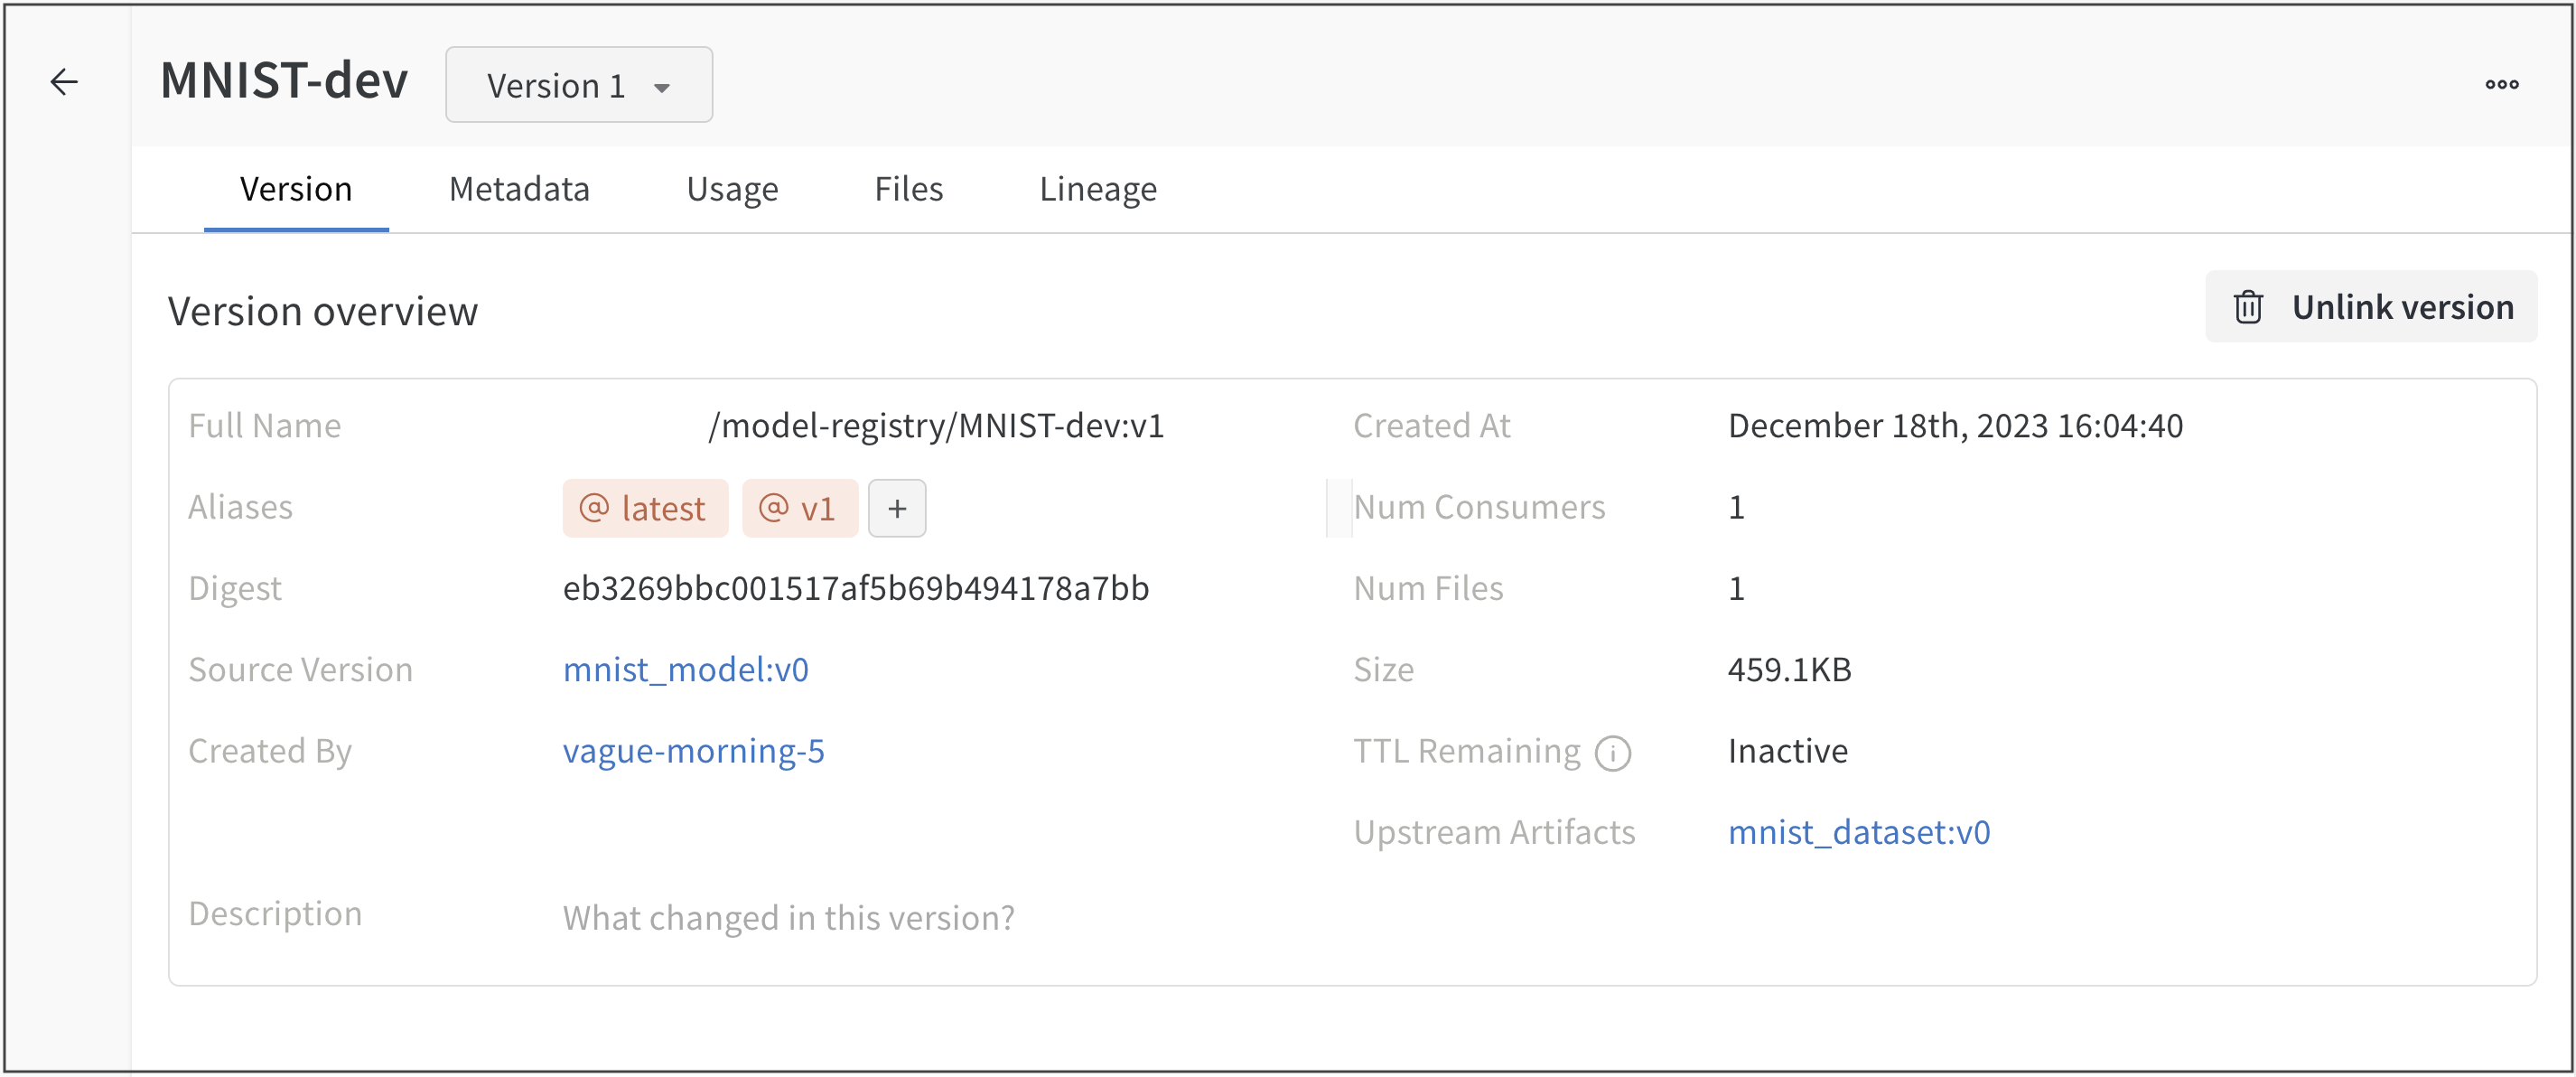 MNIST-dev Version 1
Version Metadata Usage Files Lineage
Version overview
Unlink version
Full Name /model-registry/MNIST-dev:v1
Aliases @ latest @ v1 +
Digest eb3269bbc001517af5b69b494178a7bb
Source Version mnist_model:v0
Created By vague-morning-5
Description What changed in this version?
Created At December 18th, 2023 16:04:40
Num Consumers 1
Num Files 1
Size 459.1KB
TTL Remaining Inactive
Upstream Artifacts mnist_dataset:v0